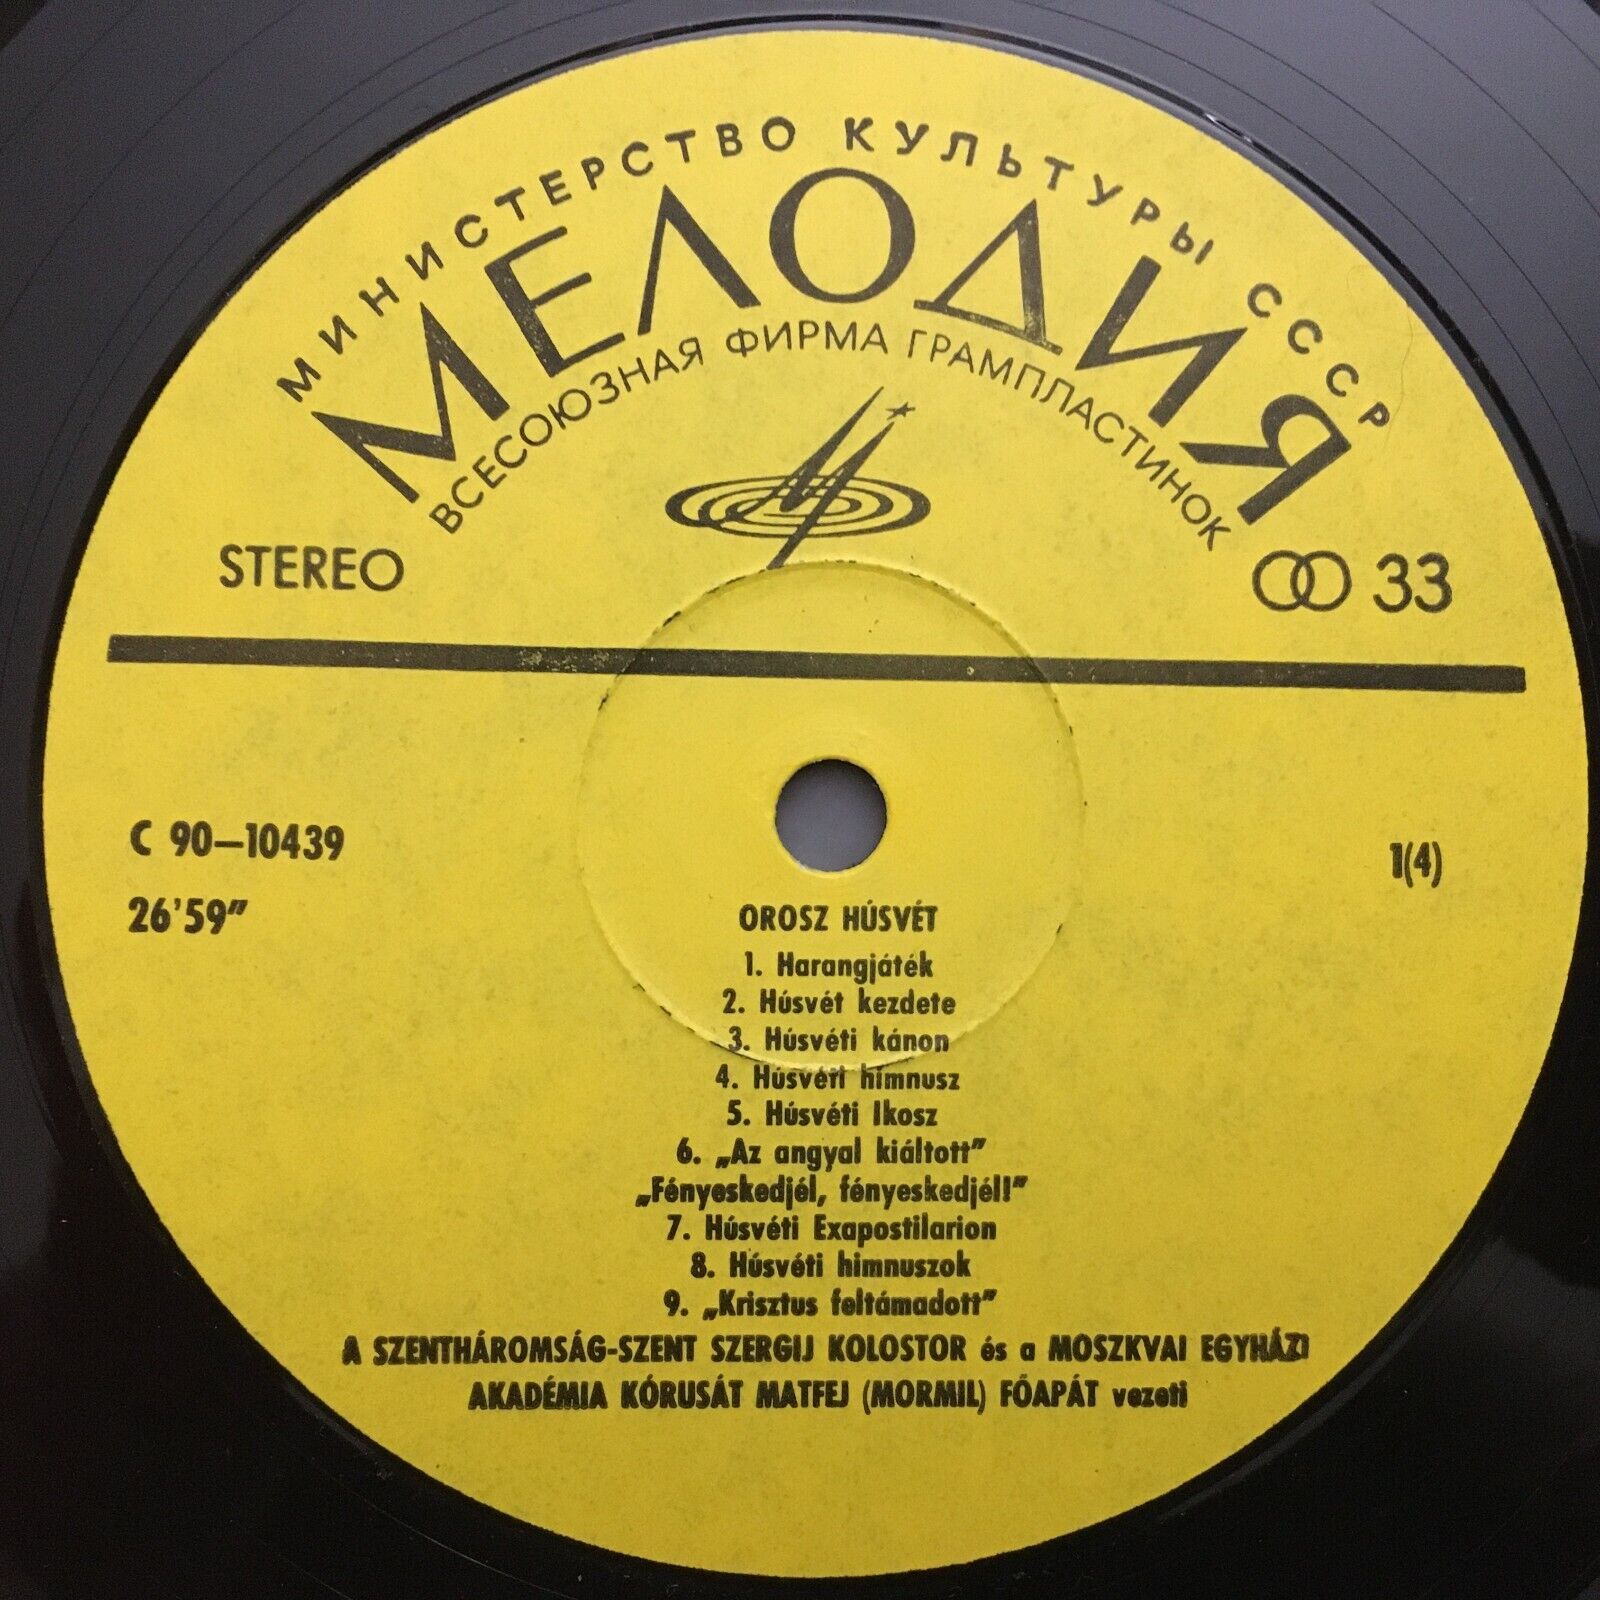 МИНИСТЕРСТВО КУЛЬТУРЫ СССР
МЕЛОДИЯ
ВСЕСОЮЗНАЯ ФИРМА ГРАМПЛАСТИНОК
STEREO
33
C 90–10439
1(4)
26'59”
OROSZ HÚSVÉT
1. Harangjáték
2. Húsvét kezdete
3. Húsvéti kánon
4. Húsvéti himnusz
5. Húsvéti Ikosz
6. „Az angyal kiáltott”
„Fényeskedjél, fényeskedjél!”
7. Húsvéti Exapostilarion
8. Húsvéti himnuszok
9. „Krisztus feltámadott”
A SZENTHÁROMSÁG-SZENT SZERGIJ KOLOSTOR és a MOSZKVAI EGYHÁZI
AKADÉMIA KÓRUSÁT MATFEJ (MORMIL) FŐAPÁT vezeti